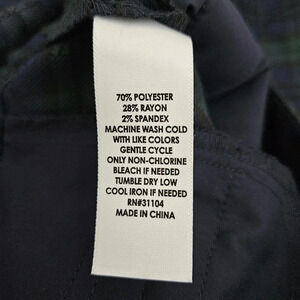 70% POLYESTER
28% RAYON
2% SPANDEX
MACHINE WASH COLD
WITH LIKE COLORS
GENTLE CYCLE
ONLY NON-CHLORINE
BLEACH IF NEEDED
TUMBLE DRY LOW
COOL IRON IF NEEDED
RN#31104
MADE IN CHINA